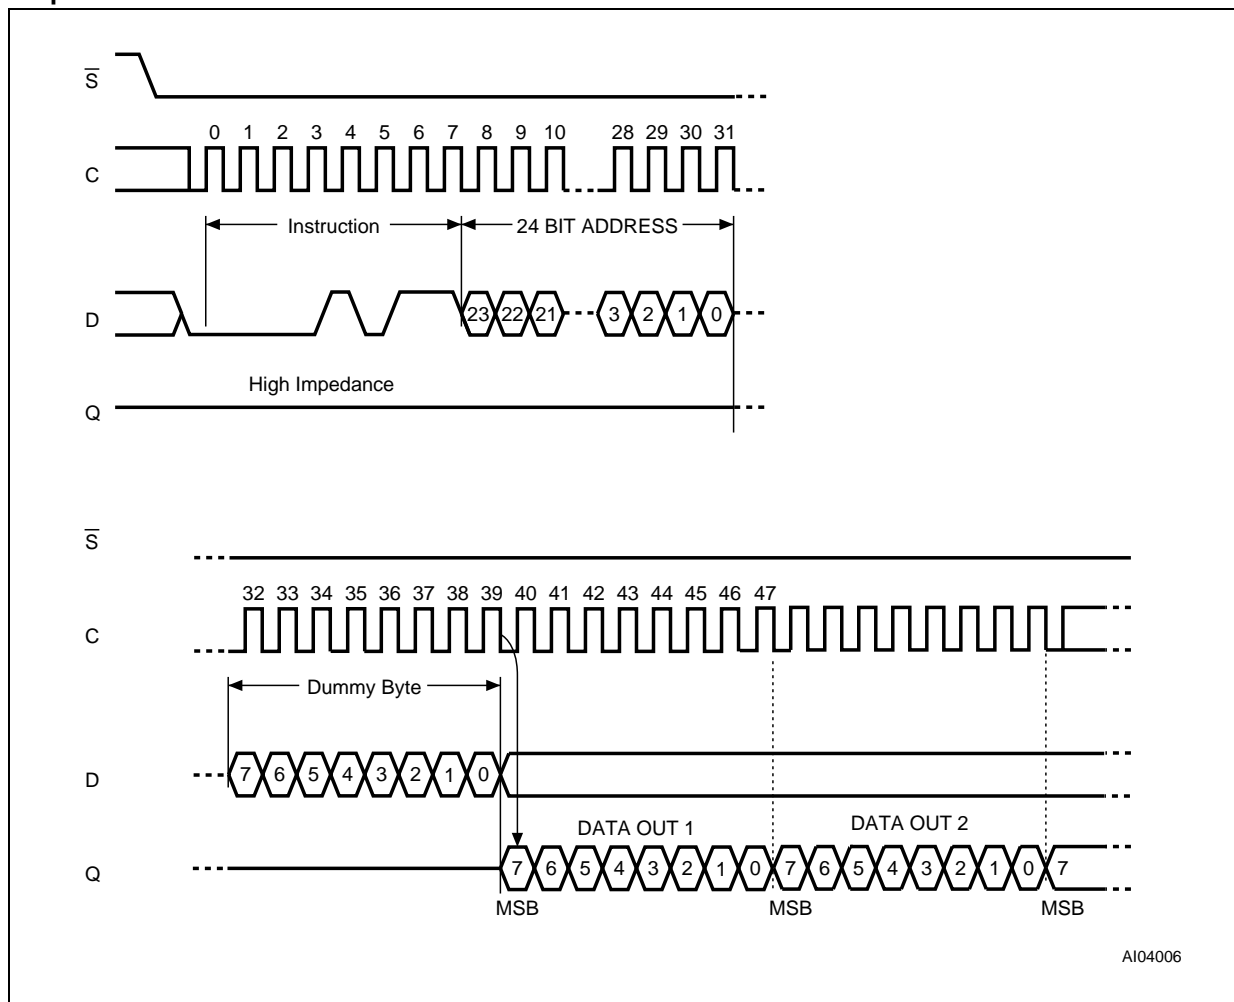 S
0 1 2 3 4 5 6 7 8 9 10 28 29 30 31
C
Instruction 24 BIT ADDRESS
D 23 22 21 3 2 1 0
High Impedance
Q
S
32 33 34 35 36 37 38 39 40 41 42 43 44 45 46 47
C
Dummy Byte
D 7 6 5 4 3 2 1 0
DATA OUT 1 DATA OUT 2
Q 7 6 5 4 3 2 1 0 7 6 5 4 3 2 1 0 7
MSB MSB MSB
AI04006